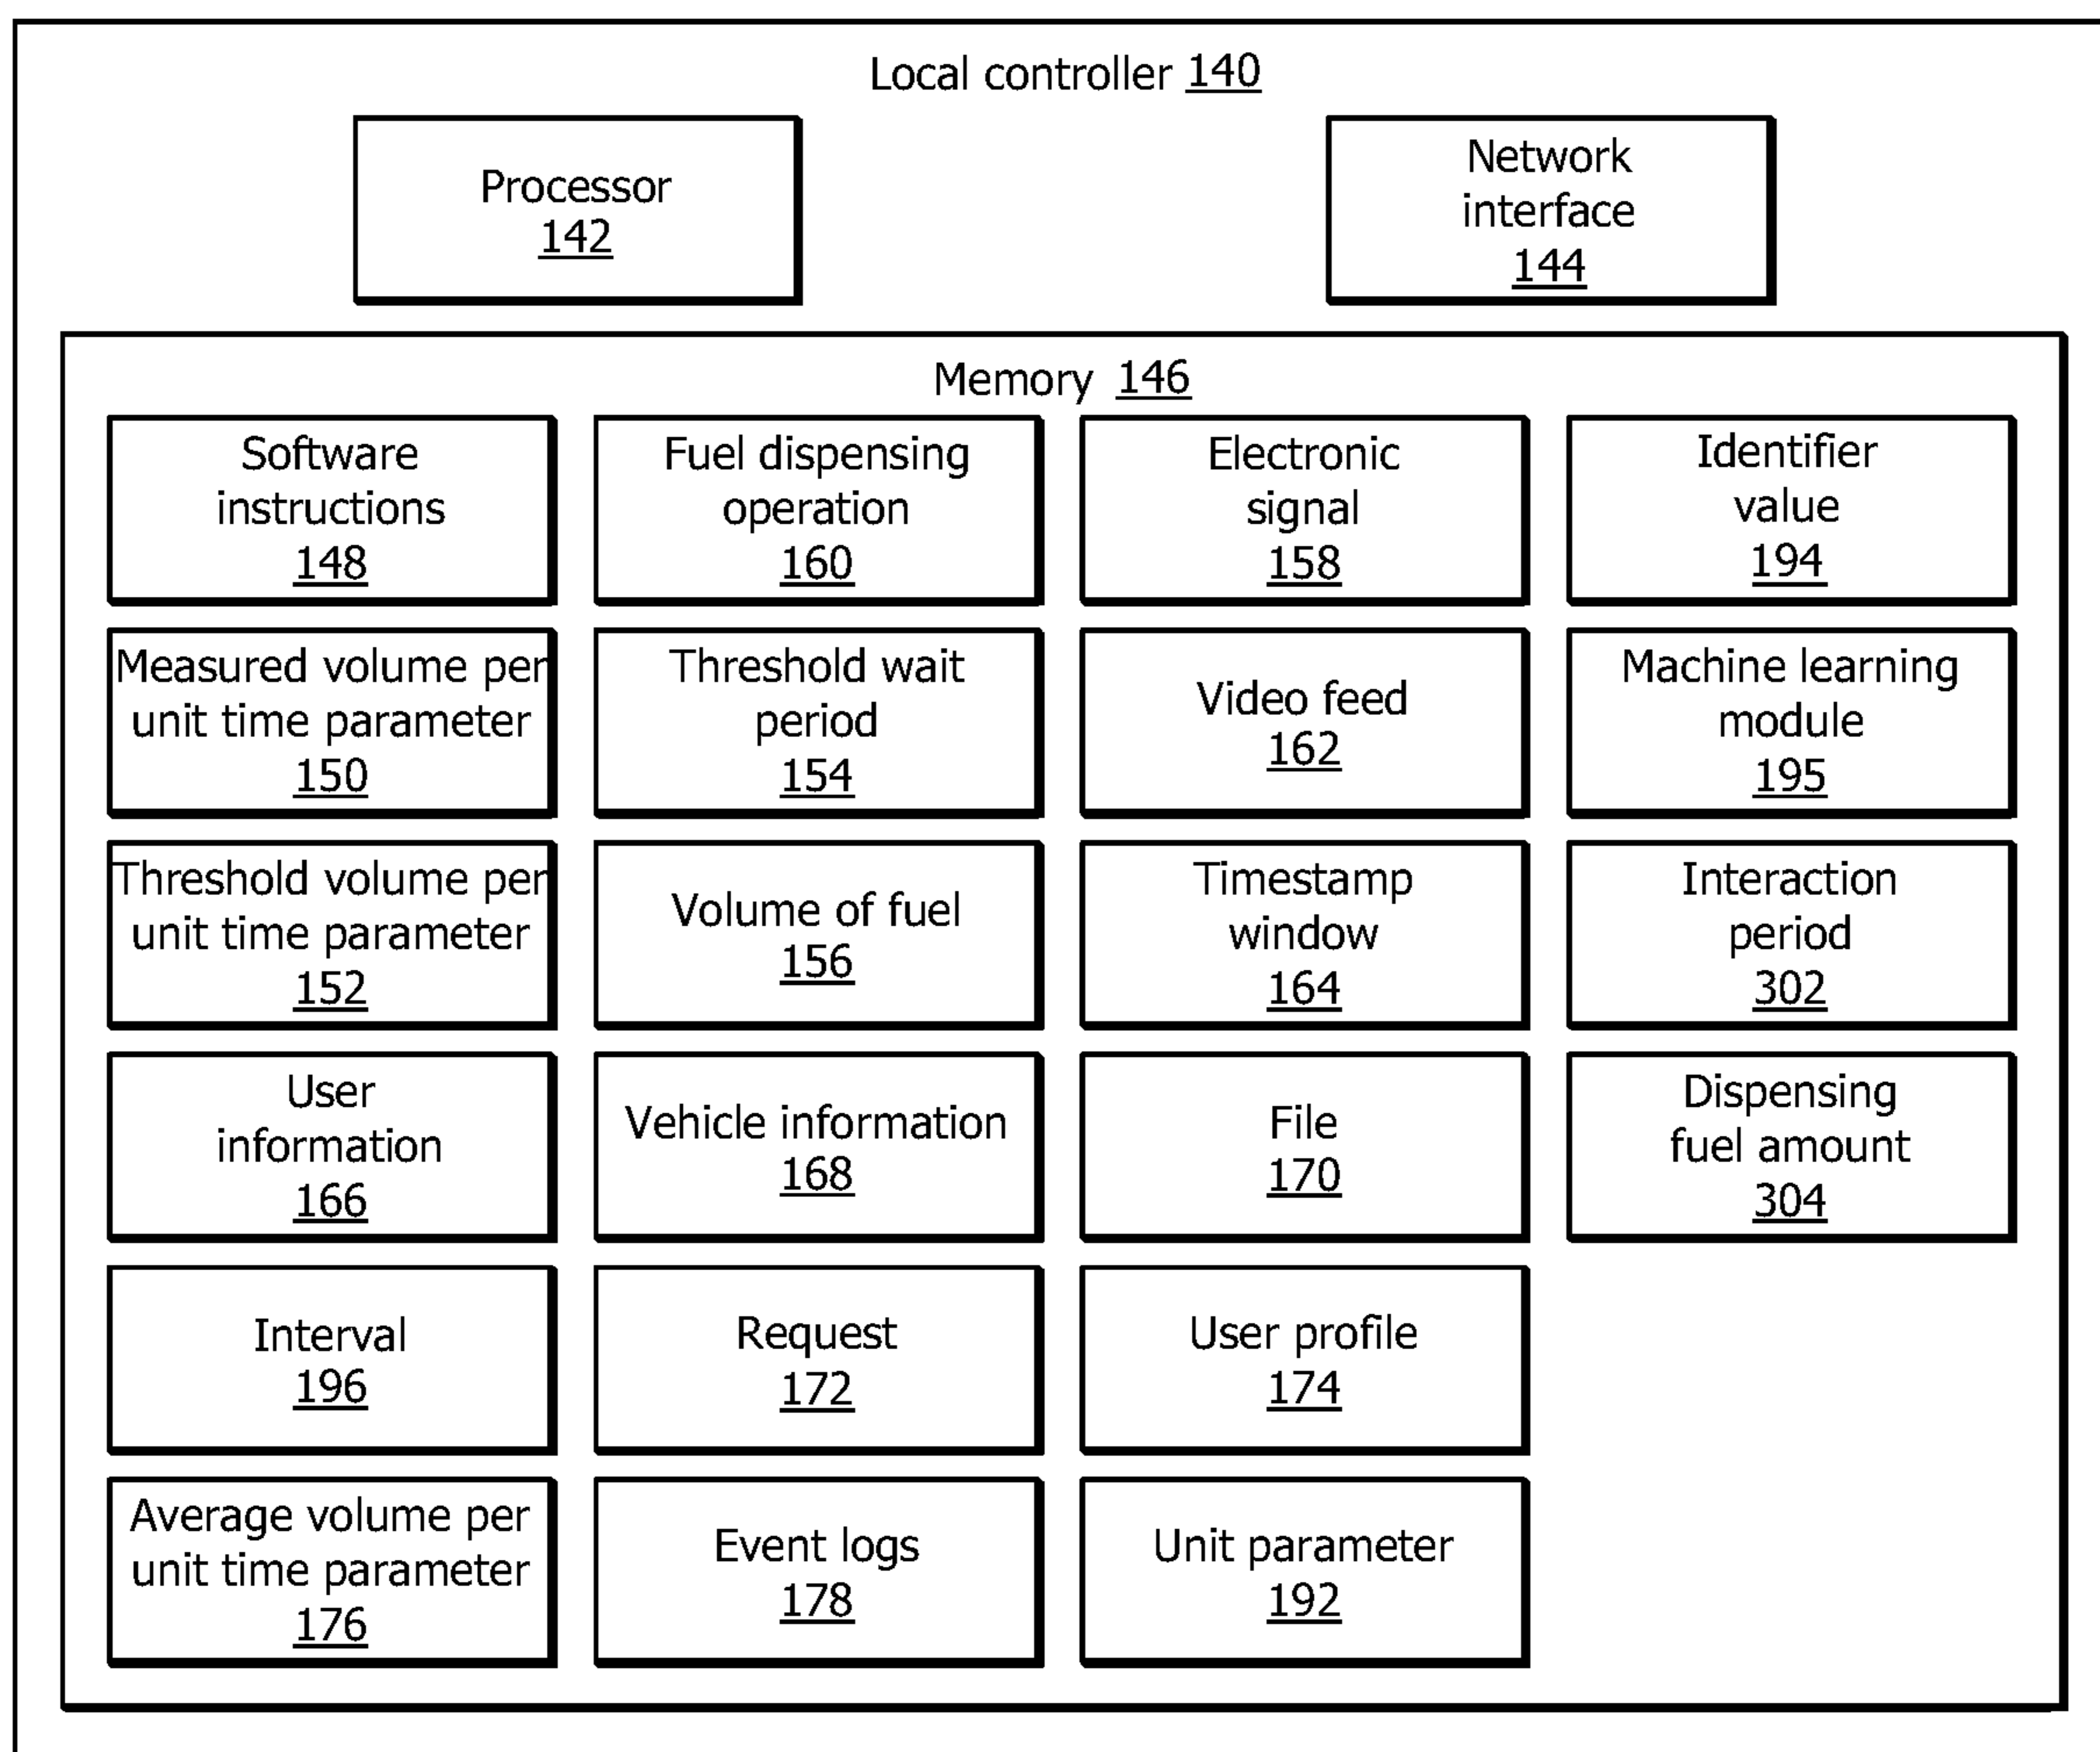 Local controller 140
Processor
142
Network
interface
144
Memory 146
Software
instructions
148
Fuel dispensing
operation
160
Electronic
signal
158
Identifier
value
194
Measured volume per
unit time parameter
150
Threshold wait
period
154
Video feed
162
Machine learning
module
195
Threshold volume per
unit time parameter
152
Volume of fuel
156
Timestamp
window
164
Interaction
period
302
User
information
166
Vehicle information
168
File
170
Dispensing
fuel amount
304
Interval
196
Request
172
User profile
174
Average volume per
unit time parameter
176
Event logs
178
Unit parameter
192